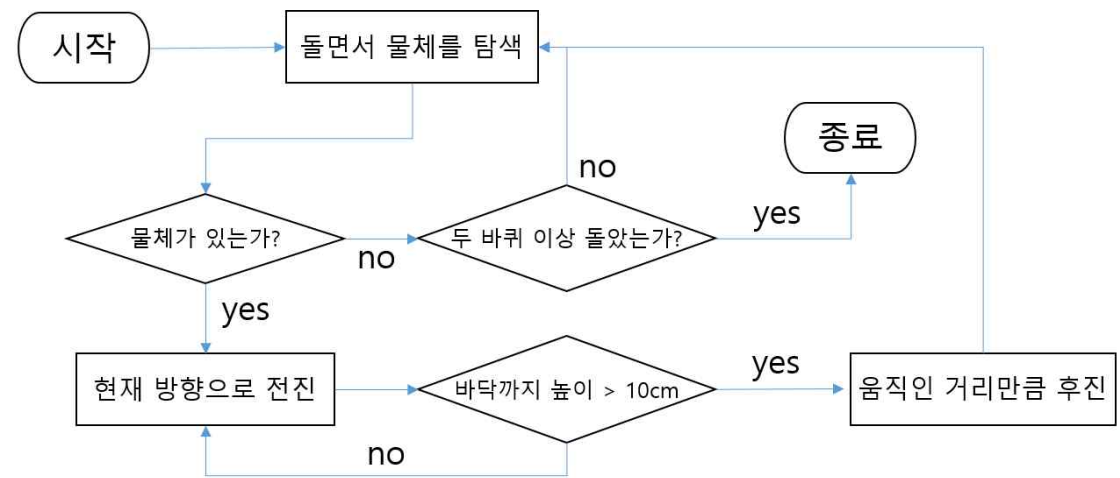 시작
돌면서 물체를 탐색
종료
no
물체가 있는가?
no
두 바퀴 이상 돌았는가?
yes
yes
현재 방향으로 전진
바닥까지 높이 > 10cm
yes
움직인 거리만큼 후진
no